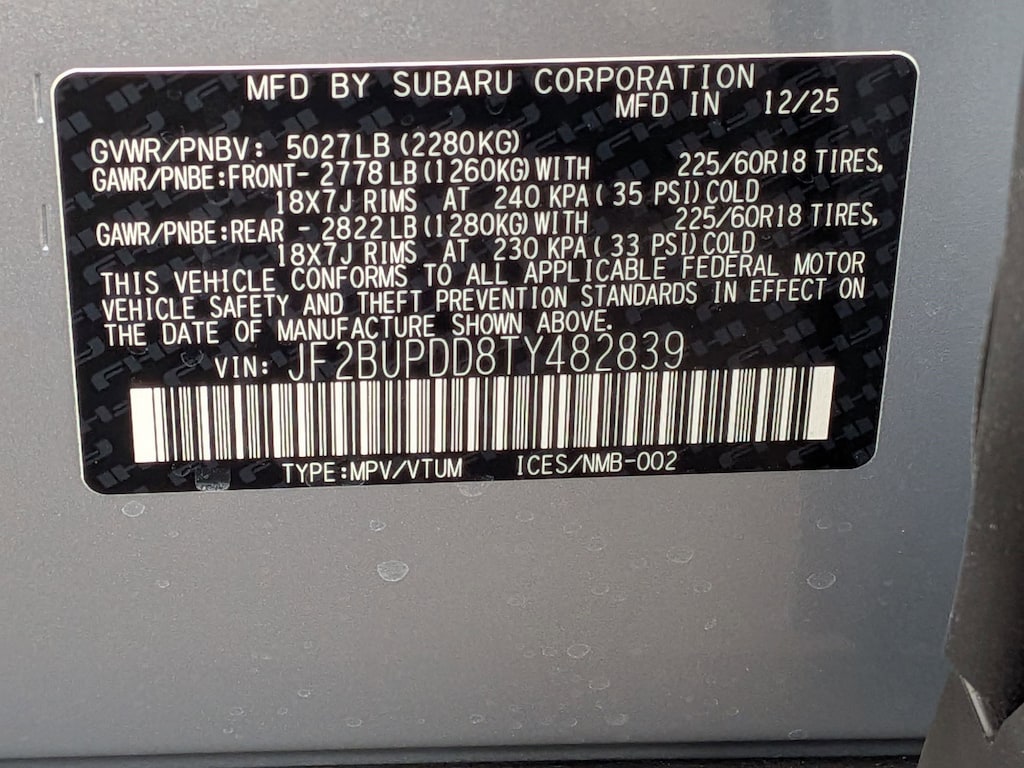 MFD BY SUBARU CORPORATION
MFD IN 12/25
GVWR/PNBV: 5027LB (2280KG)
GAWR/PNBE:FRONT- 2778 LB(1260KG)WITH 225/60R18 TIRES,
18X7J RIMS AT 240 KPA( 35 PSI)COLD
GAWR/PNBE:REAR - 2822 LB(1280KG)WITH 225/60R18 TIRES,
18X7J RIMS AT 230 KPA( 33 PSI)COLD
THIS VEHICLE CONFORMS TO ALL APPLICABLE FEDERAL MOTOR
VEHICLE SAFETY AND THEFT PREVENTION STANDARDS IN EFFECT ON
THE DATE OF MANUFACTURE SHOWN ABOVE.
VIN: JF2BUPDD8TY482839
TYPE:MPV/VTUM ICES/NMB-002